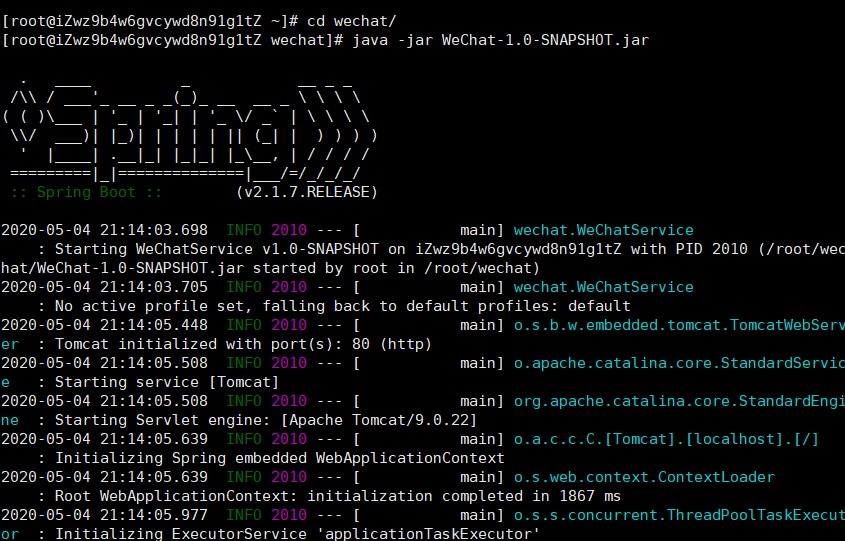 [root@iZwz9b4w6gvcywd8n91g1tZ ~]# cd wechat/
[root@iZwz9b4w6gvcywd8n91g1tZ wechat]# java -jar WeChat-1.0-SNAPSHOT.jar
  .   ____          _            __ _ _
 /\\ / ___'_ __ _ _(_)_ __  __ _ \ \ \ \
( ( )\___ | '_ | '_| | '_ \/ _` | \ \ \ \
 \\/  ___)| |_)| | | | | || (_| |  ) ) ) )
  '  |____| .__|_| |_|_| |_\__, | / / / /
 =========|_|==============|___/=/_/_/_/
 :: Spring Boot ::        (v2.1.7.RELEASE)
2020-05-04 21:14:03.698  INFO 2010 --- [           main] wechat.WeChatService
    : Starting WeChatService v1.0-SNAPSHOT on iZwz9b4w6gvcywd8n91g1tZ with PID 2010 (/root/wec
hat/WeChat-1.0-SNAPSHOT.jar started by root in /root/wechat)
2020-05-04 21:14:03.705  INFO 2010 --- [           main] wechat.WeChatService
    : No active profile set, falling back to default profiles: default
2020-05-04 21:14:05.448  INFO 2010 --- [           main] o.s.b.w.embedded.tomcat.TomcatWebServ
er  : Tomcat initialized with port(s): 80 (http)
2020-05-04 21:14:05.508  INFO 2010 --- [           main] o.apache.catalina.core.StandardServic
e   : Starting service [Tomcat]
2020-05-04 21:14:05.508  INFO 2010 --- [           main] org.apache.catalina.core.StandardEngi
ne  : Starting Servlet engine: [Apache Tomcat/9.0.22]
2020-05-04 21:14:05.639  INFO 2010 --- [           main] o.a.c.c.C.[Tomcat].[localhost].[/]
    : Initializing Spring embedded WebApplicationContext
2020-05-04 21:14:05.639  INFO 2010 --- [           main] o.s.web.context.ContextLoader
    : Root WebApplicationContext: initialization completed in 1867 ms
2020-05-04 21:14:05.977  INFO 2010 --- [           main] o.s.s.concurrent.ThreadPoolTaskExecut
or  : Initializing ExecutorService 'applicationTaskExecutor'